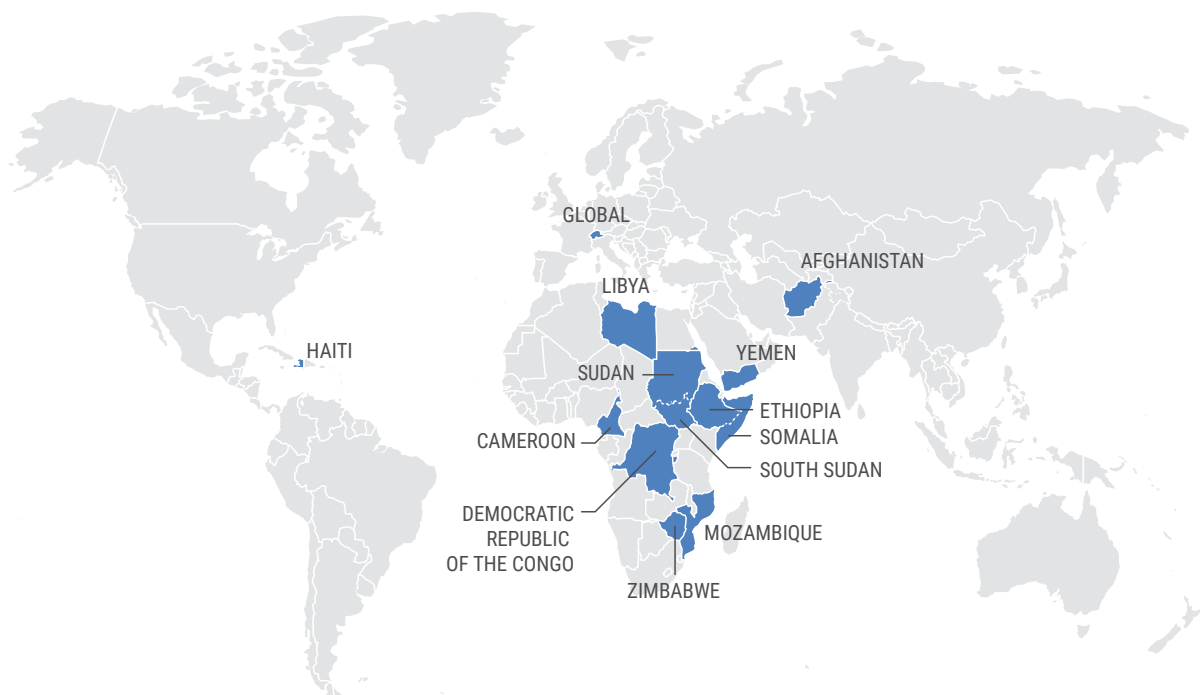 GLOBAL
AFGHANISTAN
LIBYA
HAITI
YEMEN
SUDAN
ETHIOPIA
CAMEROON
SOMALIA
SOUTH SUDAN
DEMOCRATIC
REPUBLIC
OF THE CONGO
MOZAMBIQUE
ZIMBABWE